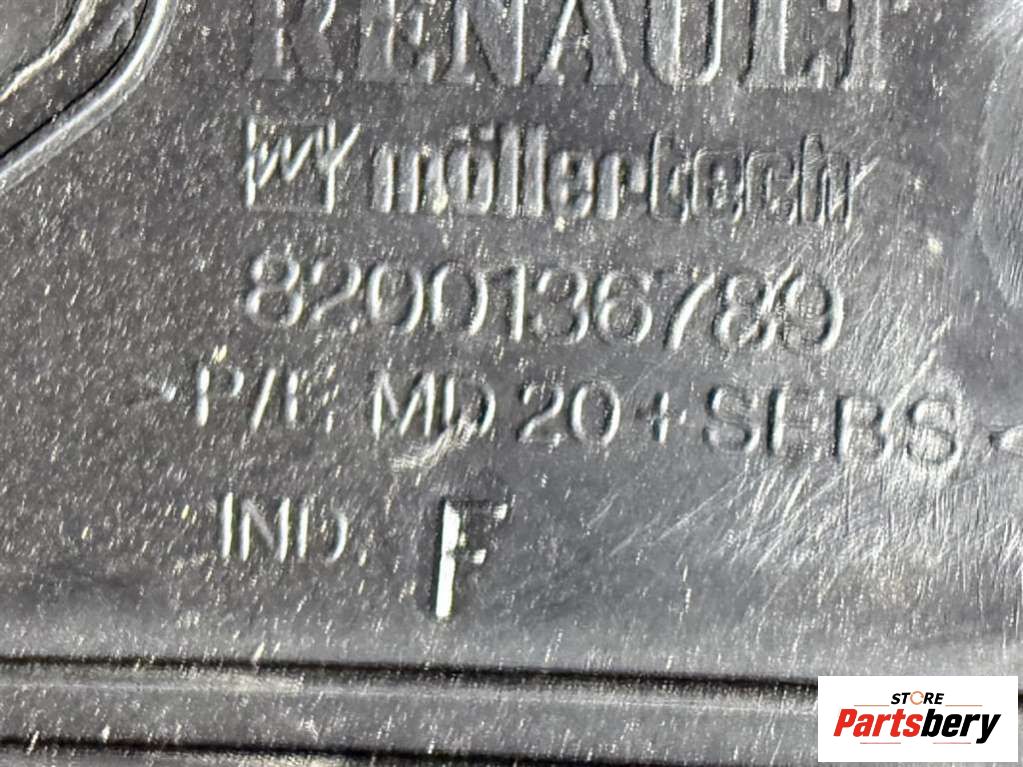 RENAULT
möllertech
8200136789
>P/E MD 20 + SEBS<
IND. F
STORE
Partsbery